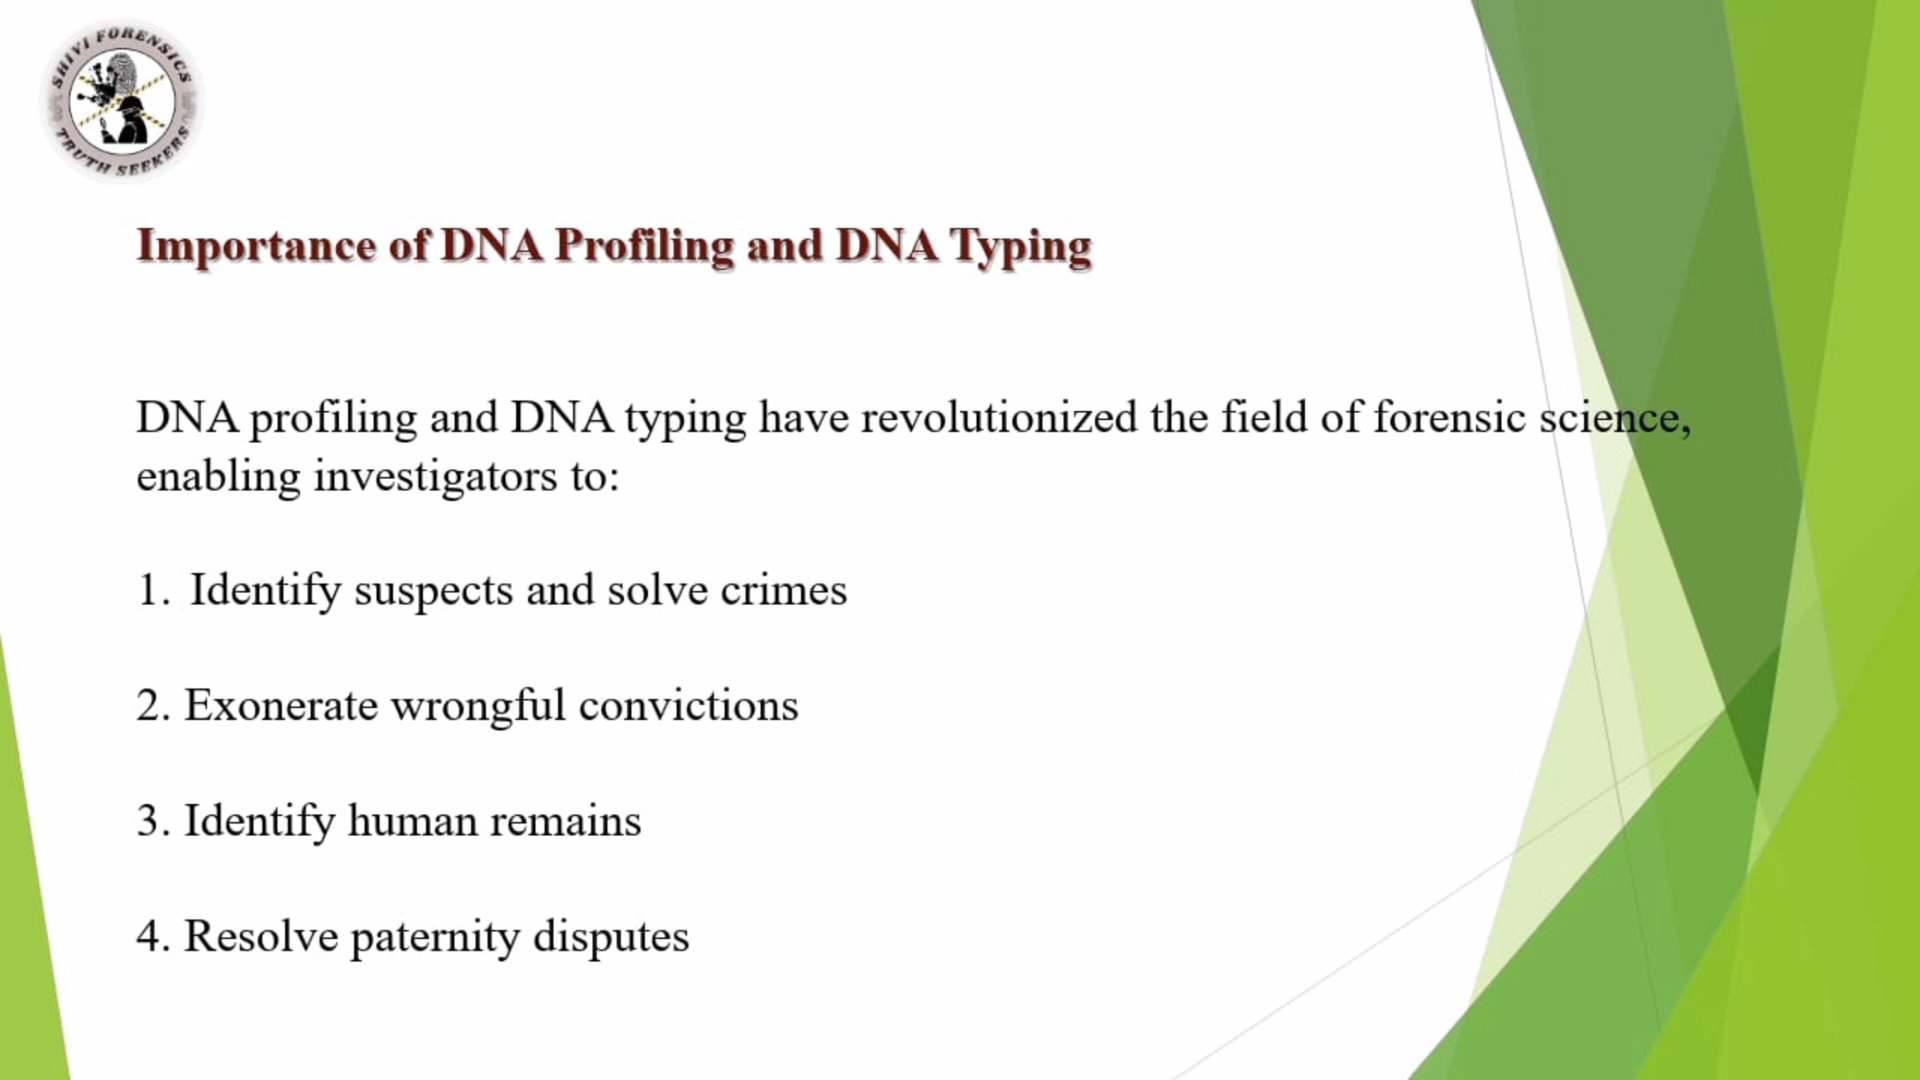 SHIVI FORENSICS
TRUTH SEEKERS
Importance of DNA Profiling and DNA Typing
DNA profiling and DNA typing have revolutionized the field of forensic science,
enabling investigators to:
1. Identify suspects and solve crimes
2. Exonerate wrongful convictions
3. Identify human remains
4. Resolve paternity disputes